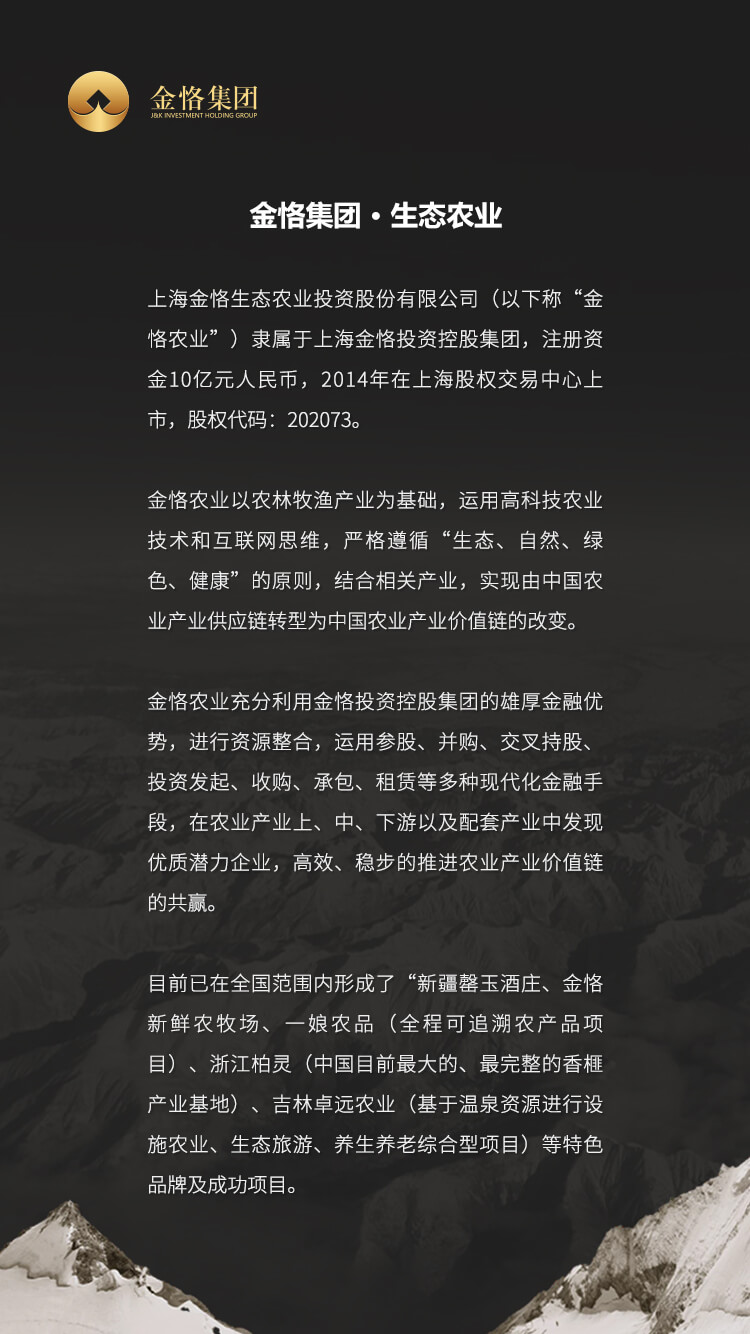 金恪集团
J&K INVESTMENT HOLDING GROUP
金恪集团·生态农业
上海金恪生态农业投资股份有限公司（以下称“金
恪农业”）隶属于上海金恪投资控股集团，注册资
金10亿元人民币，2014年在上海股权交易中心上
市，股权代码：202073。
金恪农业以农林牧渔产业为基础，运用高科技农业
技术和互联网思维，严格遵循“生态、自然、绿
色、健康”的原则，结合相关产业，实现由中国农
业产业供应链转型为中国农业产业价值链的改变。
金恪农业充分利用金恪投资控股集团的雄厚金融优
势，进行资源整合，运用参股、并购、交叉持股、
投资发起、收购、承包、租赁等多种现代化金融手
段，在农业产业上、中、下游以及配套产业中发现
优质潜力企业，高效、稳步的推进农业产业价值链
的共赢。
目前已在全国范围内形成了“新疆罄玉酒庄、金恪
新鲜农牧场、一娘农品（全程可追溯农产品项
目）、浙江柏灵（中国目前最大的、最完整的香榧
产业基地）、吉林卓远农业（基于温泉资源进行设
施农业、生态旅游、养生养老综合型项目）等特色
品牌及成功项目。